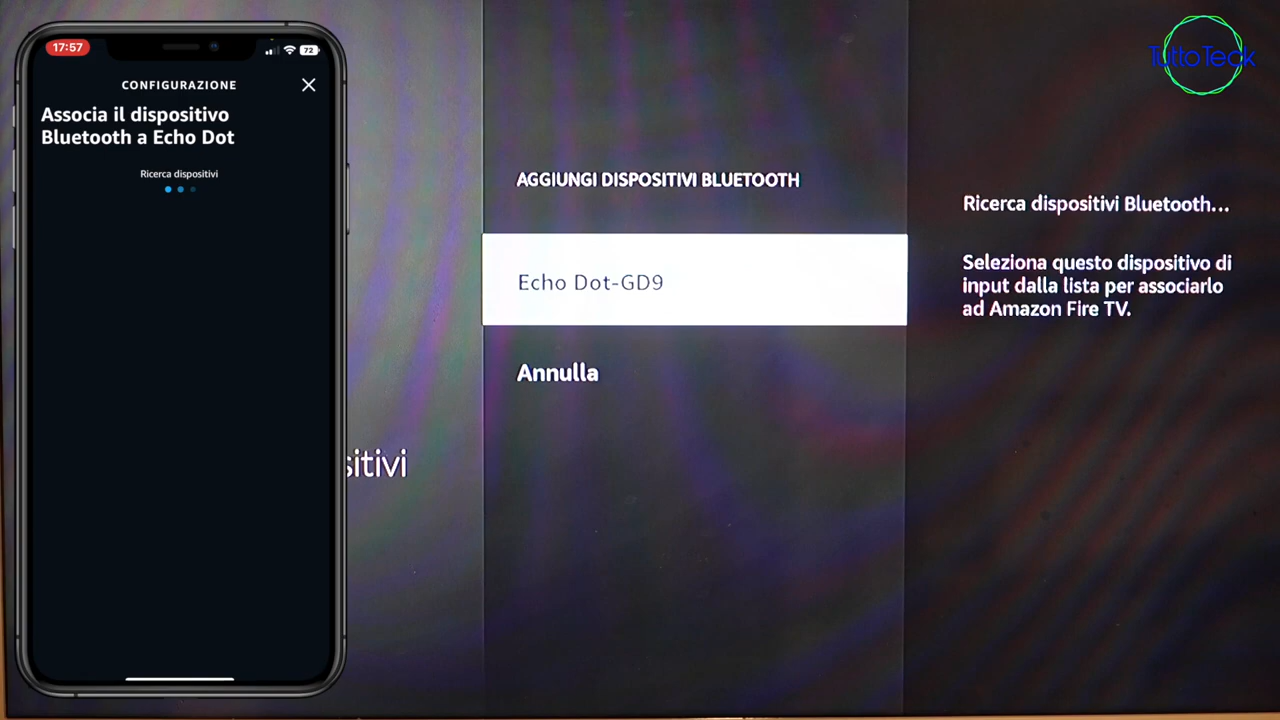 17:57
72
CONFIGURAZIONE
Associa il dispositivo
Bluetooth a Echo Dot
Ricerca dispositivi
sitivi
AGGIUNGI DISPOSITIVI BLUETOOTH
Echo Dot-GD9
Annulla
Ricerca dispositivi Bluetooth...
Seleziona questo dispositivo di
input dalla lista per associarlo
ad Amazon Fire TV.
TuttoTeck